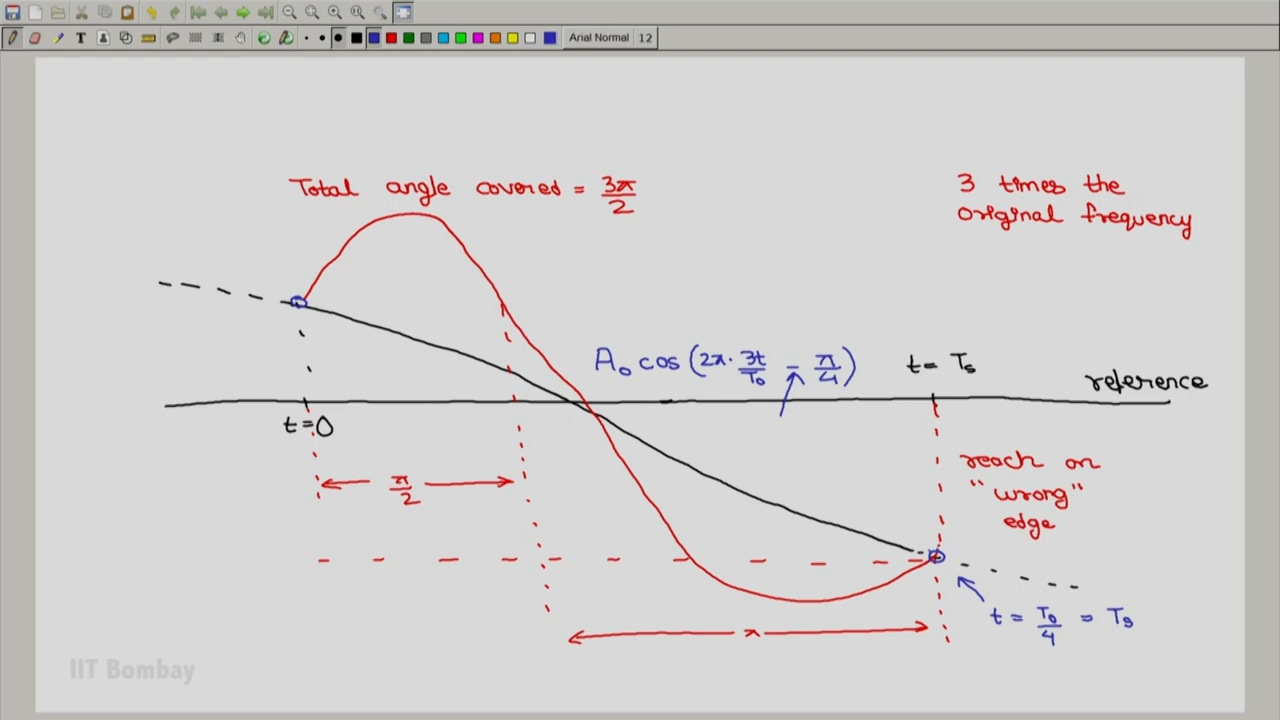 Arial Normal 12
Total angle covered = 3π/2
3 times the
original frequency
A₀ cos (2π · 3t/T₀ - π/4)
t = Tₛ
reference
t = 0
π/2
reach on
"wrong"
edge
t = T₀/4 = Tₛ
π
IIT Bombay